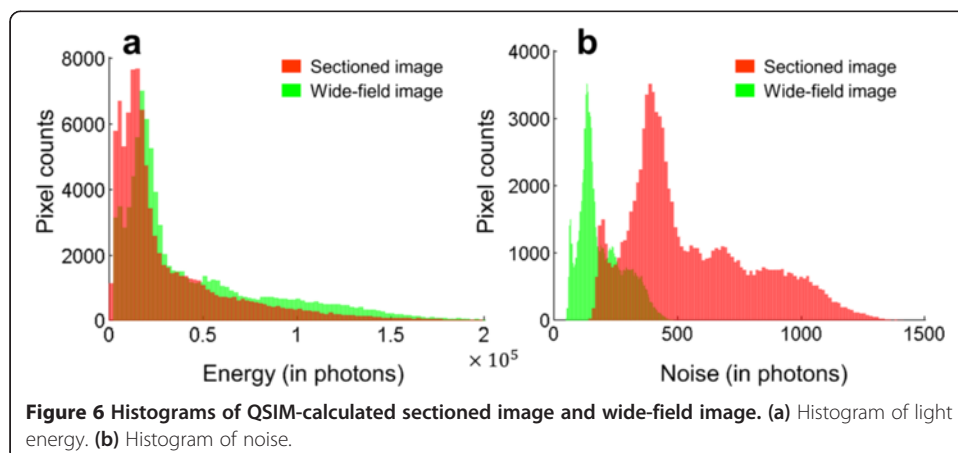 a
Sectioned image
Wide-field image
8000
6000
4000
2000
0
Pixel counts
0 0.5 1 1.5 2
× 10⁵
Energy (in photons)
b
Sectioned image
Wide-field image
4000
3000
2000
1000
0
Pixel counts
0 500 1000 1500
Noise (in photons)
Figure 6 Histograms of QSIM-calculated sectioned image and wide-field image. (a) Histogram of light
energy. (b) Histogram of noise.